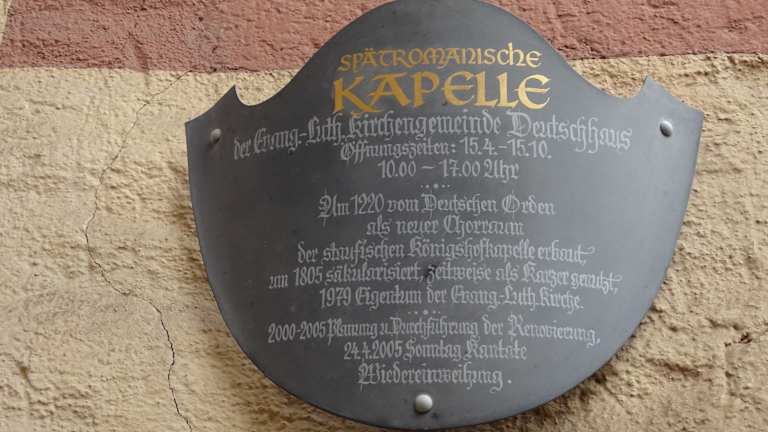 SPÄTROMANISCHE
KAPELLE
der Evang-Luth. Kirchengemeinde Deutschhaus
Öffnungszeiten: 15.4.-15.10.
10.00 - 17.00 Uhr
Um 1220 vom Deutschen Orden
als neuer Chorraum
der staufischen Königshofkapelle erbaut,
um 1805 säkularisiert, zeitweise als Karzer genutzt,
1979 Eigentum der Evang-Luth. Kirche.
2000-2005 Planung u. Durchführung der Renovierung,
24.4.2005 Sonntag Kantate
Wiedereinweihung.